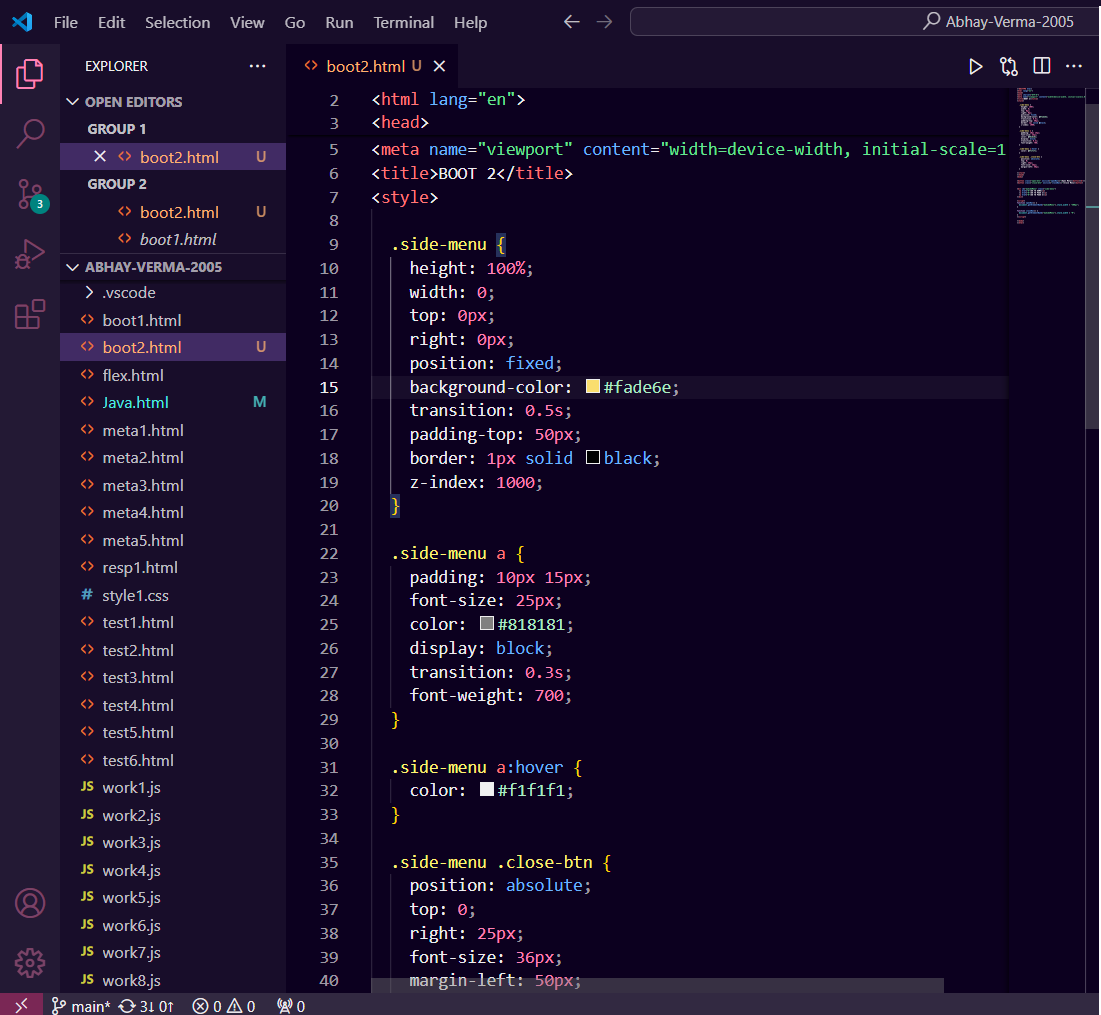 File Edit Selection View Go Run Terminal Help Abhay-Verma-2005
EXPLORER
OPEN EDITORS
GROUP 1
boot2.html U
GROUP 2
boot2.html U
boot1.html
ABHAY-VERMA-2005
.vscode
boot1.html
boot2.html U
flex.html
Java.html M
meta1.html
meta2.html
meta3.html
meta4.html
meta5.html
resp1.html
# style1.css
test1.html
test2.html
test3.html
test4.html
test5.html
test6.html
JS work1.js
JS work2.js
JS work3.js
JS work4.js
JS work5.js
JS work6.js
JS work7.js
JS work8.js
3
boot2.html U
2 <html lang="en">
3 <head>
5 <meta name="viewport" content="width=device-width, initial-scale=1
6 <title>BOOT 2</title>
7 <style>
8
9 .side-menu {
10 height: 100%;
11 width: 0;
12 top: 0px;
13 right: 0px;
14 position: fixed;
15 background-color: #fade6e;
16 transition: 0.5s;
17 padding-top: 50px;
18 border: 1px solid black;
19 z-index: 1000;
20 }
21
22 .side-menu a {
23 padding: 10px 15px;
24 font-size: 25px;
25 color: #818181;
26 display: block;
27 transition: 0.3s;
28 font-weight: 700;
29 }
30
31 .side-menu a:hover {
32 color: #f1f1f1;
33 }
34
35 .side-menu .close-btn {
36 position: absolute;
37 top: 0;
38 right: 25px;
39 font-size: 36px;
40 margin-left: 50px;
main* 3↓ 0↑ 0 0 0